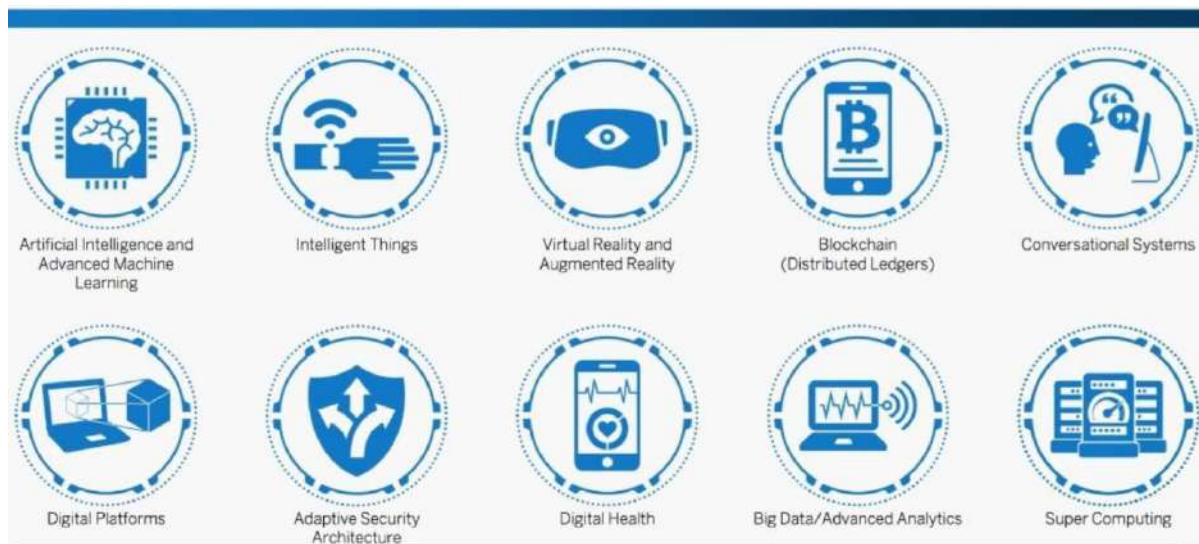 Artificial Intelligence and
Advanced Machine
Learning
Intelligent Things
Virtual Reality and
Augmented Reality
Blockchain
(Distributed Ledgers)
Conversational Systems
Digital Platforms
Adaptive Security
Architecture
Digital Health
Big Data/Advanced Analytics
Super Computing